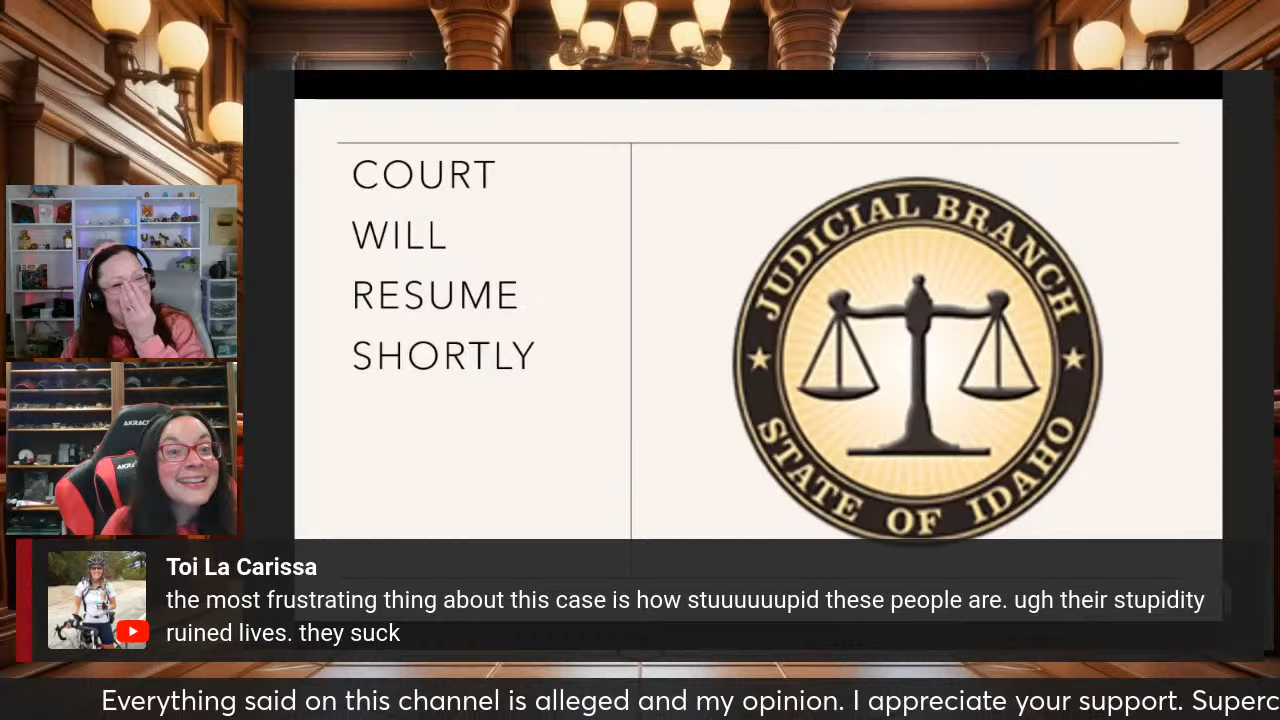 COURT
WILL
RESUME
SHORTLY
JUDICIAL BRANCH
STATE OF IDAHO
AKRAC
AKRA
Toi La Carissa
the most frustrating thing about this case is how stuuuuuupid these people are. ugh their stupidity
ruined lives. they suck
Everything said on this channel is alleged and my opinion. I appreciate your support. Superc